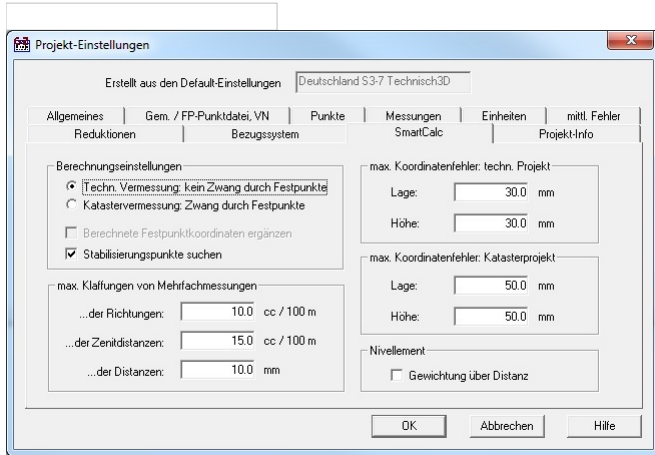 Projekt-Einstellungen
Erstellt aus den Default-Einstellungen Deutschland S3-7 Technisch3D
Allgemeines Gem. / FP-Punktdatei, VN Punkte Messungen Einheiten mittl. Fehler
Reduktionen Bezugssystem SmartCalc Projekt-Info
Berechnungseinstellungen
Techn. Vermessung: kein Zwang durch Festpunkte
Katastervermessung: Zwang durch Festpunkte
Berechnete Festpunktkoordinaten ergänzen
Stabilisierungspunkte suchen
max. Klaffungen von Mehrfachmessungen
...der Richtungen: 10.0 cc / 100 m
...der Zenitdistanzen: 15.0 cc / 100 m
...der Distanzen: 10.0 mm
max. Koordinatenfehler: techn. Projekt
Lage: 30.0 mm
Höhe: 30.0 mm
max. Koordinatenfehler: Katasterprojekt
Lage: 50.0 mm
Höhe: 50.0 mm
Nivellement
Gewichtung über Distanz
OK Abbrechen Hilfe